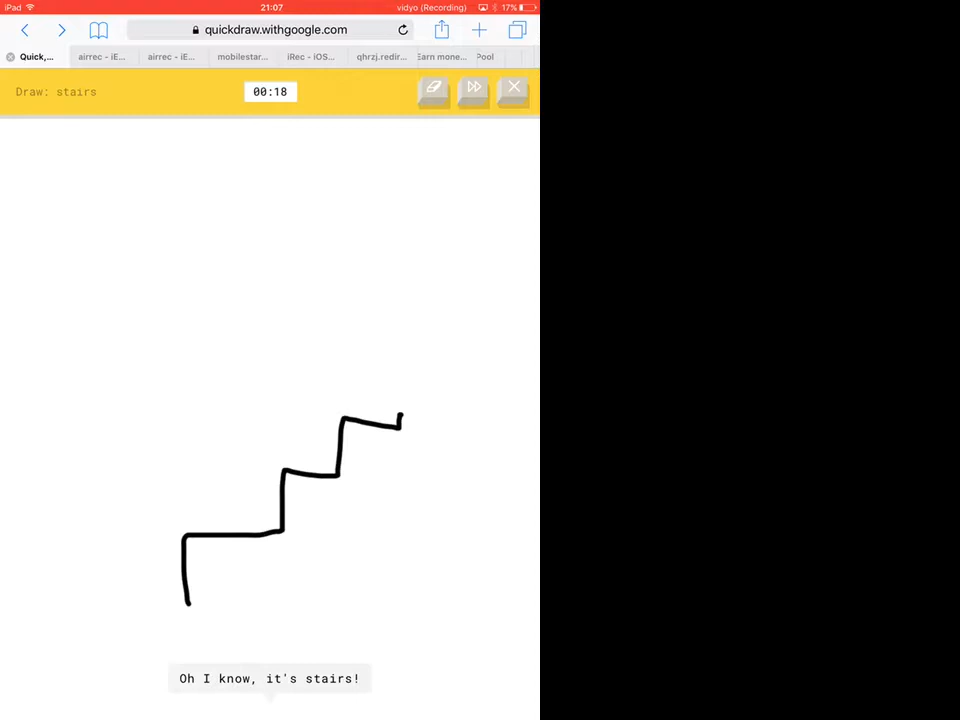 iPad 21:07 vidyo (Recording) 17%
quickdraw.withgoogle.com
Quick,... airrec - iE... airrec - iE... mobilestar... iRec - iOS... qhrzj.redir... Earn mone... Pool
Draw: stairs 00:18
Oh I know, it's stairs!